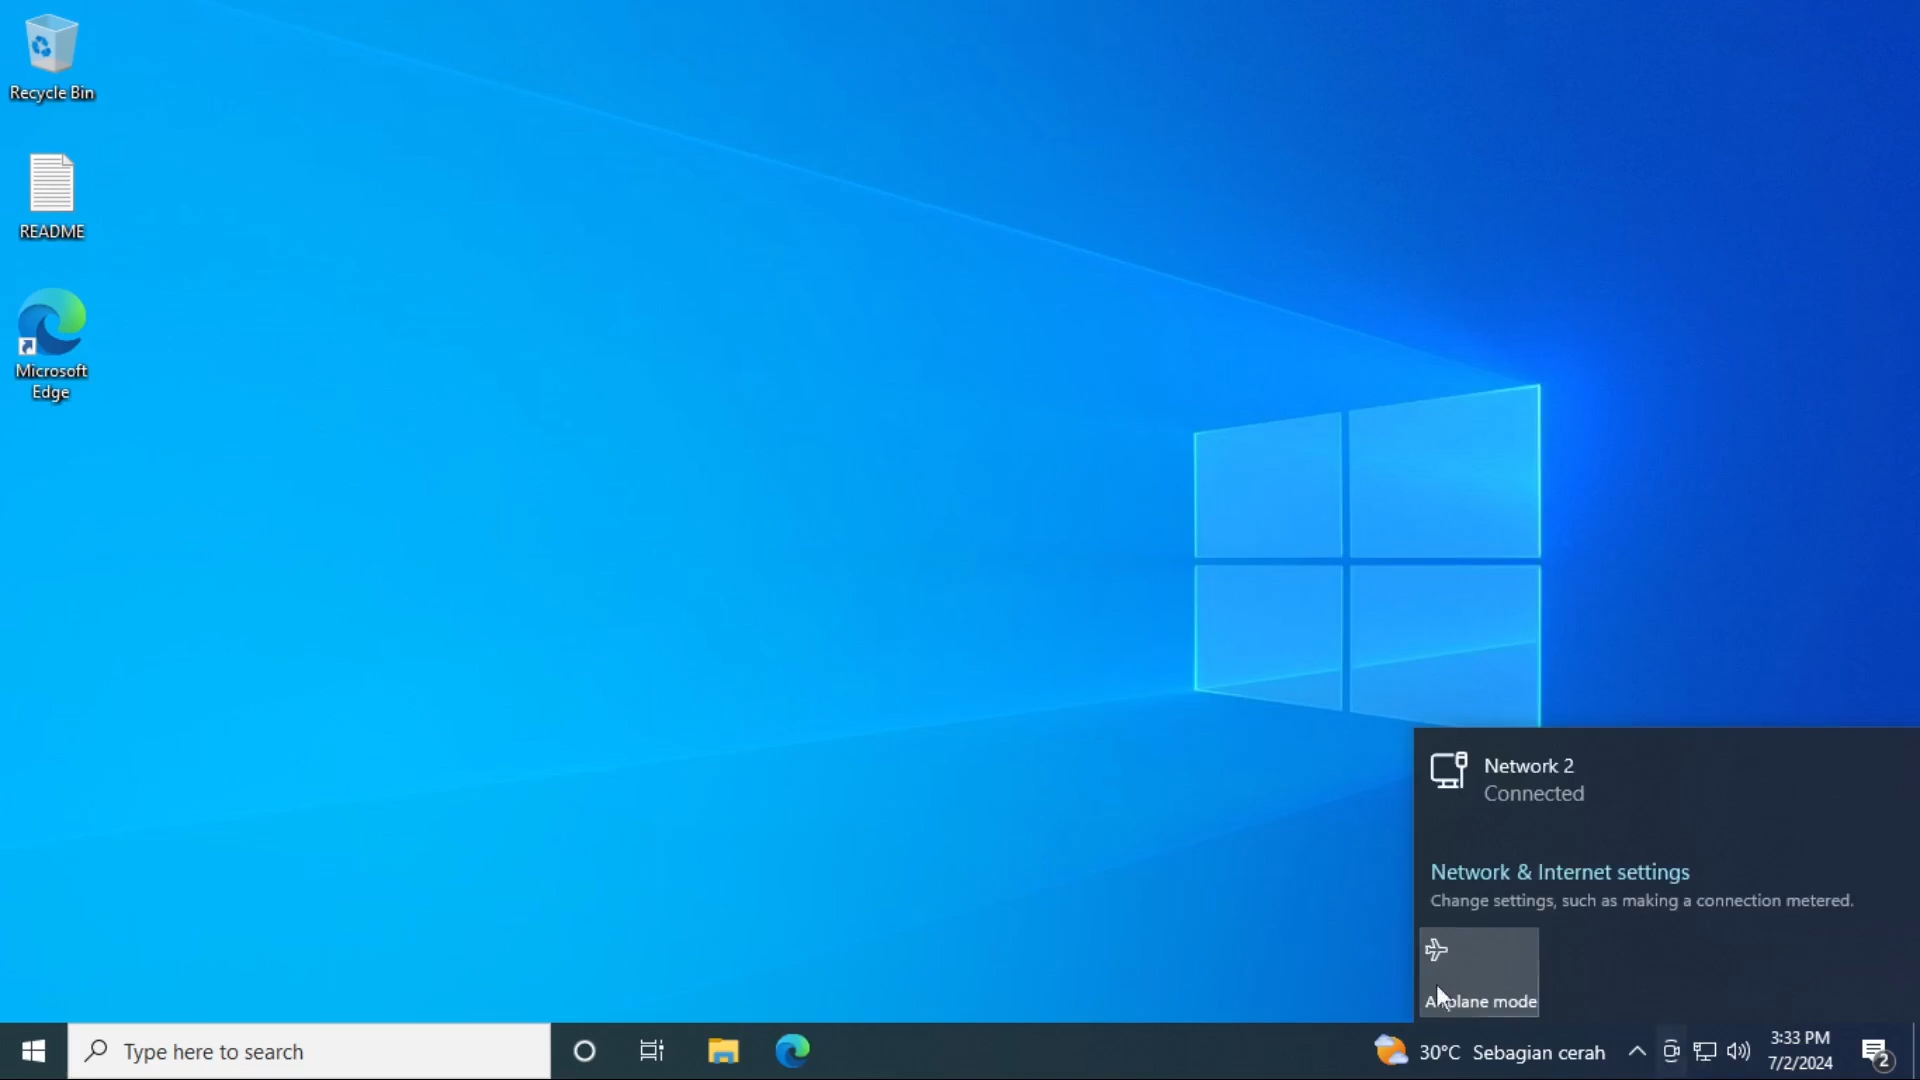 Recycle Bin
README
Microsoft
Edge
Network 2
Connected
Network & Internet settings
Change settings, such as making a connection metered.
Airplane mode
Type here to search
30°C Sebagian cerah
3:33 PM
7/2/2024
2